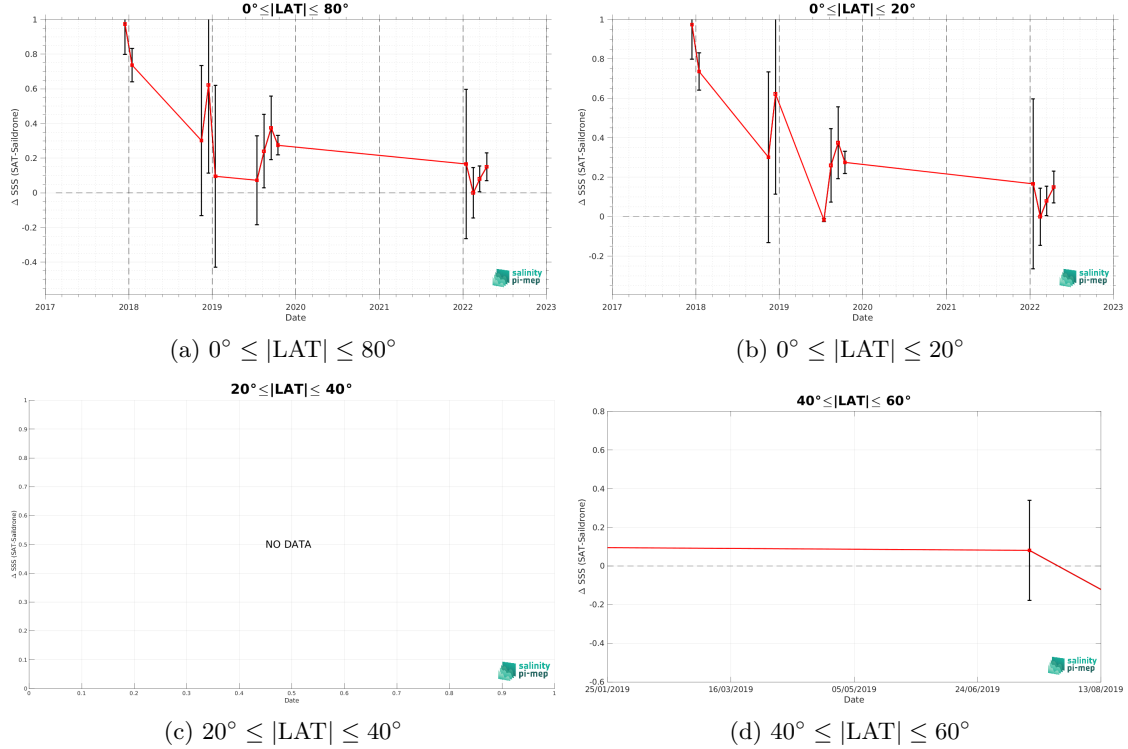 0°≤|LAT|≤ 80°
1
0.8
0.6
0.4
0.2
0
-0.2
-0.4
Δ SSS (SAT-Saildrone)
2017 2018 2019 2020 2021 2022 2023
Date
salinity
pi-mep
(a) 0° ≤ |LAT| ≤ 80°
0°≤|LAT|≤ 20°
1
0.8
0.6
0.4
0.2
0
-0.2
Δ SSS (SAT-Saildrone)
2017 2018 2019 2020 2021 2022 2023
Date
salinity
pi-mep
(b) 0° ≤ |LAT| ≤ 20°
20°≤|LAT|≤ 40°
1
0.9
0.8
0.7
0.6
0.5
0.4
0.3
0.2
0.1
0
Δ SSS (SAT-Saildrone)
NO DATA
0 0.1 0.2 0.3 0.4 0.5 0.6 0.7 0.8 0.9 1
Date
salinity
pi-mep
(c) 20° ≤ |LAT| ≤ 40°
40°≤|LAT|≤ 60°
0.8
0.6
0.4
0.2
0
-0.2
-0.4
-0.6
Δ SSS (SAT-Saildrone)
25/01/2019 16/03/2019 05/05/2019 24/06/2019 13/08/2019
Date
salinity
pi-mep
(d) 40° ≤ |LAT| ≤ 60°